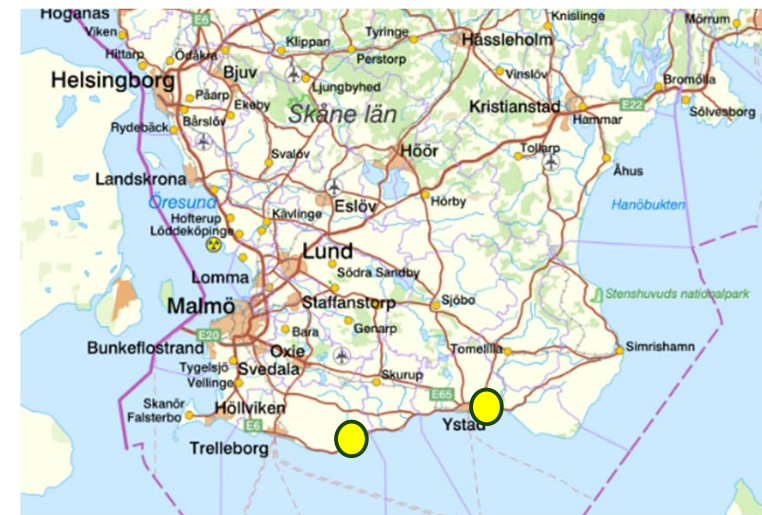 Höganäs
E6
Knislinge
Mörrum
Viken
Tyringe
Klippan
Hässleholm
Hittarp
Ödåkra
Perstorp
Bjuv
Vinslöv
Helsingborg
Ljungbyhed
Bromölla
Påarp
Ekeby
Skåne län
Kristianstad
E22
Hammar
Sölvesborg
Bårslöv
Rydebäck
Höör
Tollarp
Svalöv
Åhus
Landskrona
Öresund
Eslöv
Hörby
Hanöbukten
Hofterup
Kävlinge
Löddeköpinge
Lund
Södra Sandby
Lomma
Stenshuvuds nationalpark
Malmö
Staffanstorp
Sjöbo
E20
Bara
Genarp
Bunkeflostrand
Oxie
Tomelilla
Simrishamn
Tygelsjö
Svedala
Vellinge
Skurup
E65
Skanör
Falsterbo
Höllviken
E6
Ystad
Trelleborg